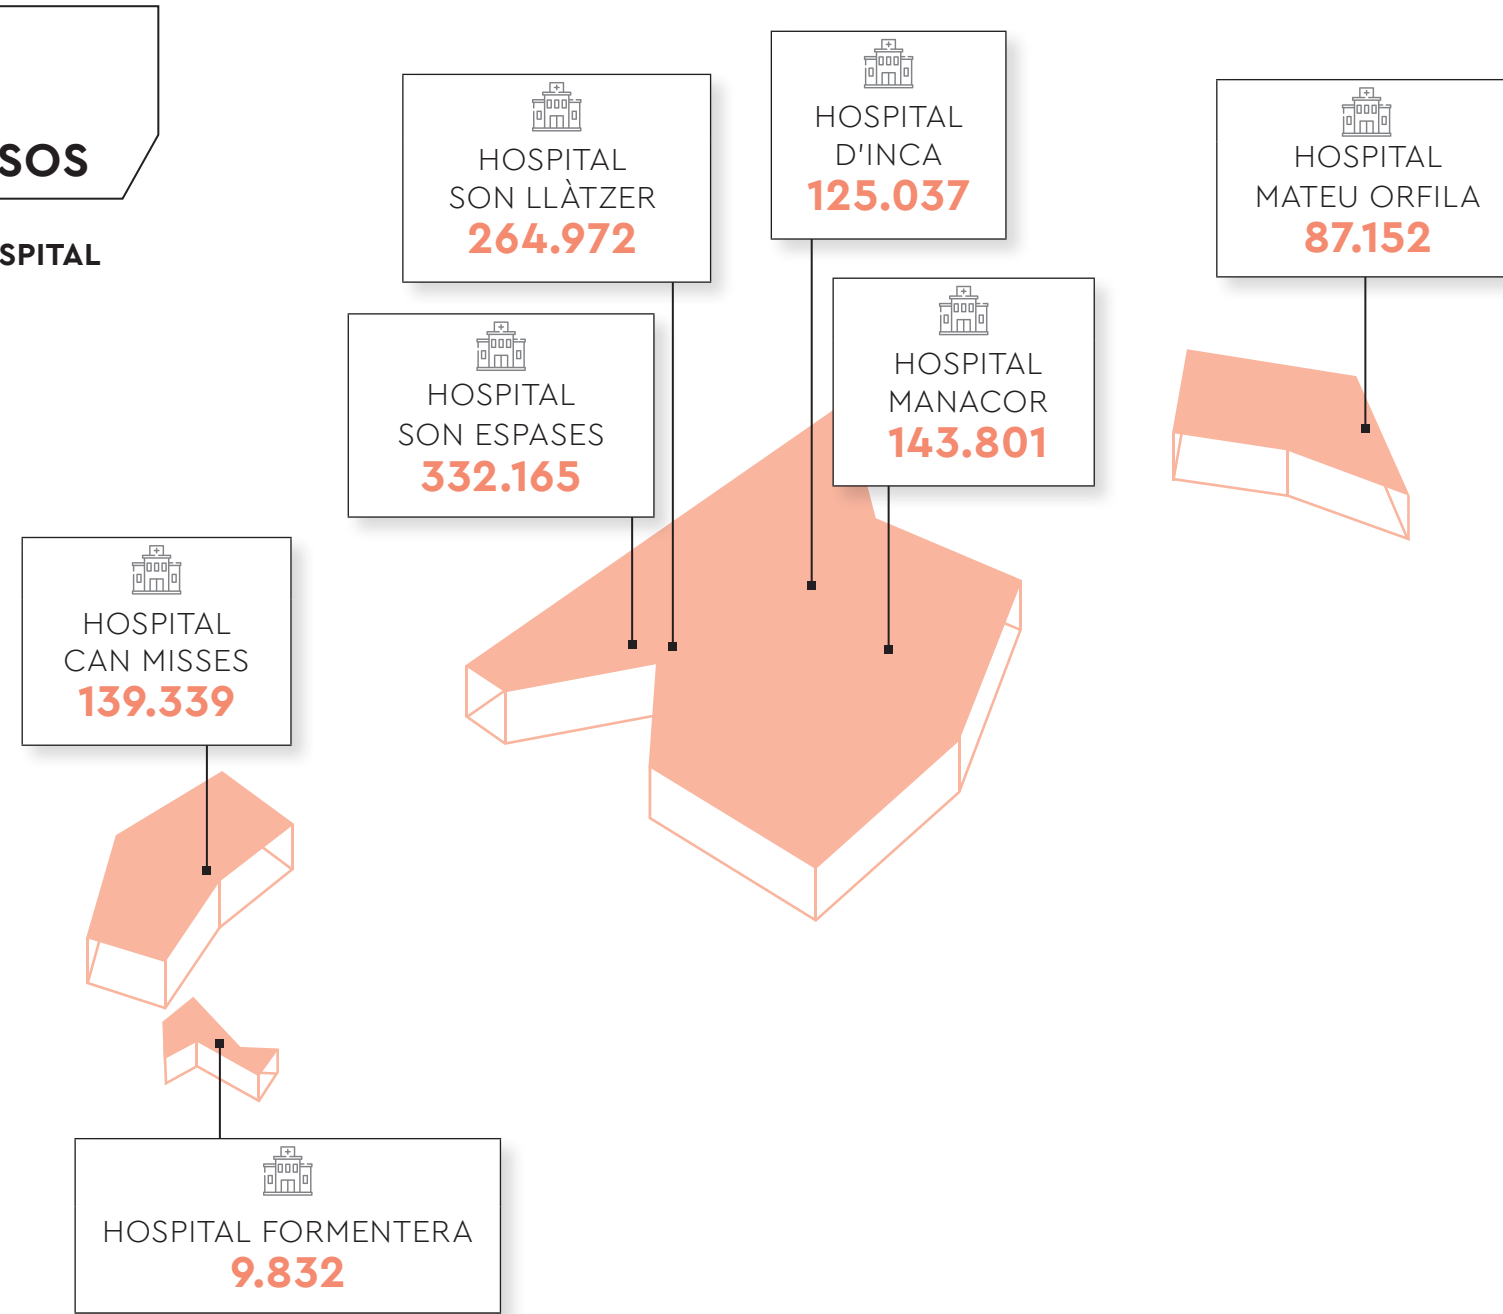 SOS
SPITAL
HOSPITAL
SON LLÀTZER
264.972
HOSPITAL
D'INCA
125.037
HOSPITAL
MATEU ORFILA
87.152
HOSPITAL
SON ESPASES
332.165
HOSPITAL
MANACOR
143.801
HOSPITAL
CAN MISSES
139.339
HOSPITAL FORMENTERA
9.832